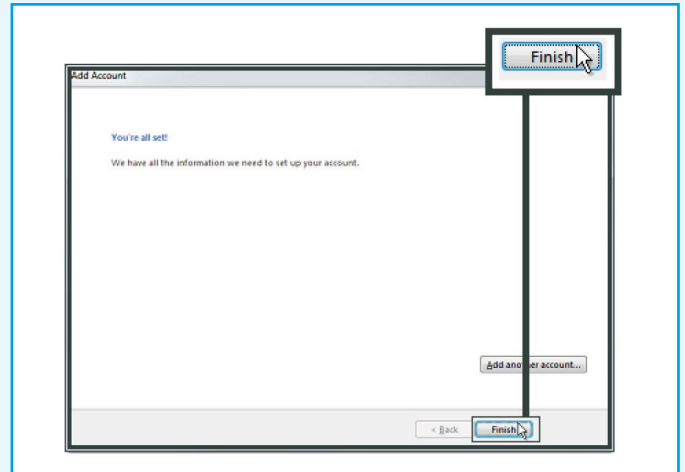 Finish
Add Account
You're all set!
We have all the information we need to set up your account.
Add another account...
< Back
Finish